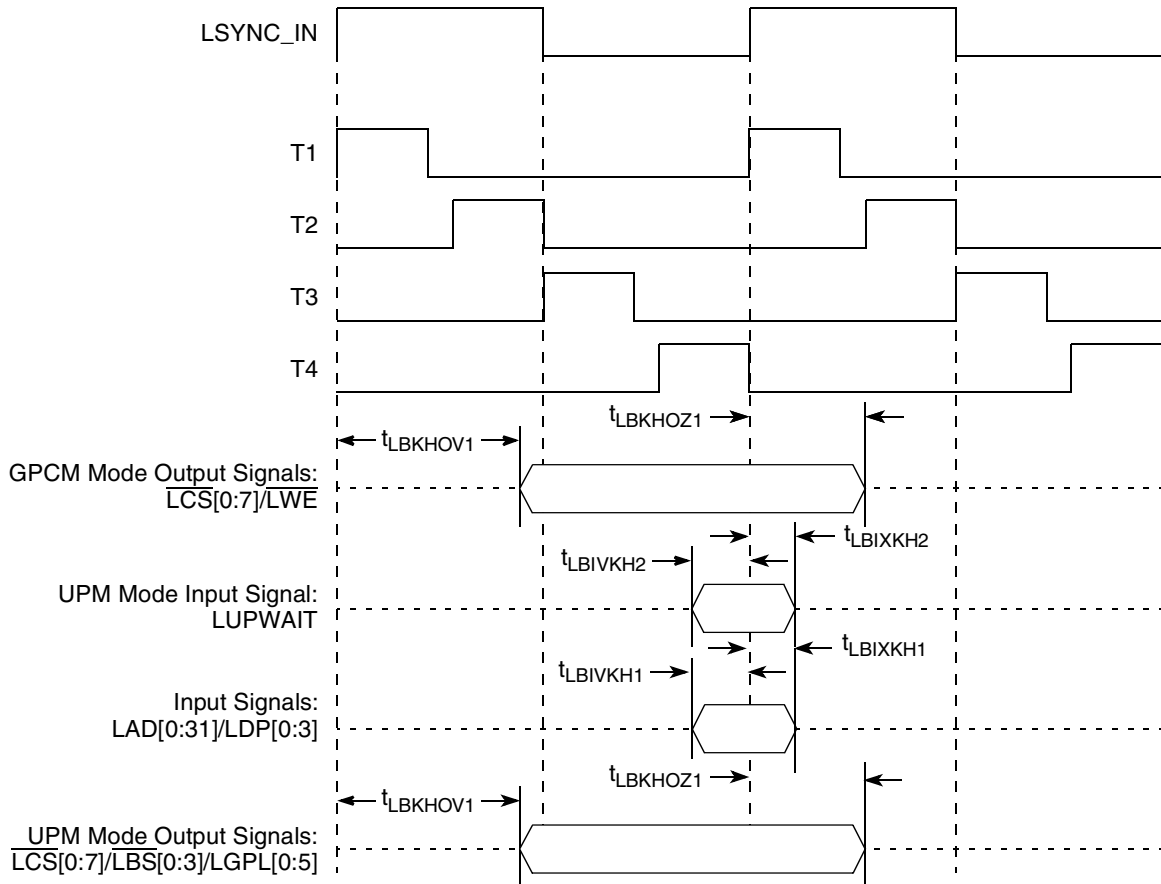 LSYNC_IN
T1
T2
T3
T4
tLBKHOZ1
tLBKHOV1
GPCM Mode Output Signals:
LCS[0:7]/LWE
tLBIXKH2
tLBIVKH2
UPM Mode Input Signal:
LUPWAIT
tLBIXKH1
tLBIVKH1
Input Signals:
LAD[0:31]/LDP[0:3]
tLBKHOZ1
tLBKHOV1
UPM Mode Output Signals:
LCS[0:7]/LBS[0:3]/LGPL[0:5]